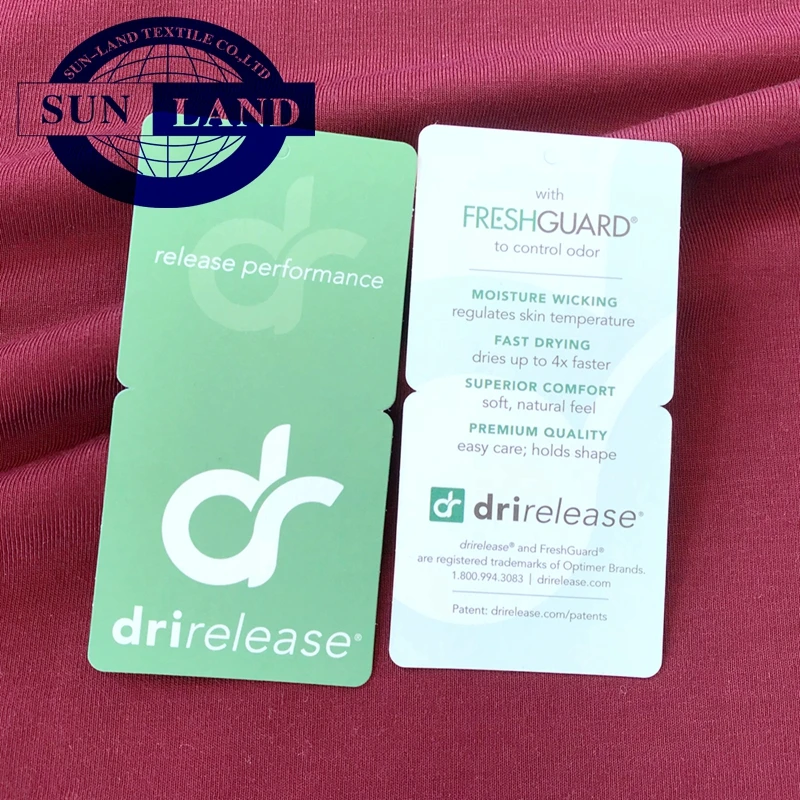 SUN-LAND TEXTILE CO.,LTD
SUN LAND
dr
release performance
dr
drirelease®
with
FRESHGUARD®
to control odor
MOISTURE WICKING
regulates skin temperature
FAST DRYING
dries up to 4x faster
SUPERIOR COMFORT
soft, natural feel
PREMIUM QUALITY
easy care; holds shape
dr drirelease®
drirelease® and FreshGuard®
are registered trademarks of Optimer Brands.
1.800.994.3083 | drirelease.com
Patent: drirelease.com/patents